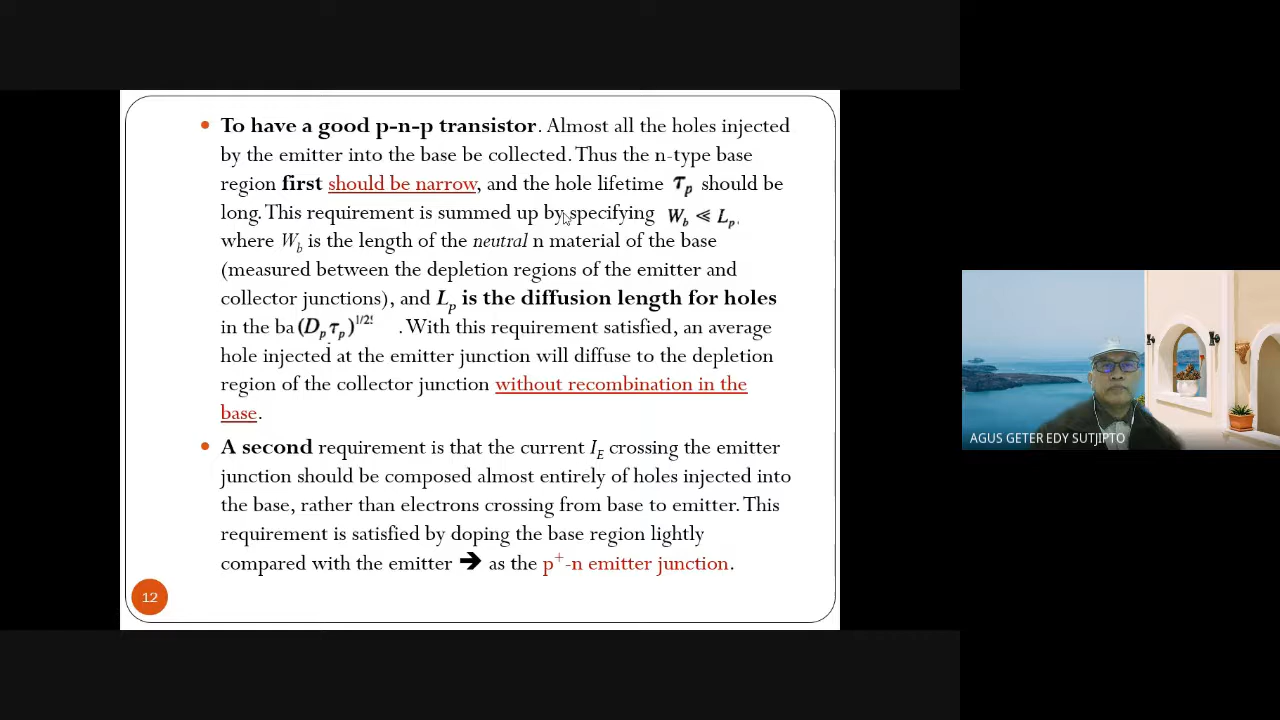 • To have a good p-n-p transistor. Almost all the holes injected
by the emitter into the base be collected. Thus the n-type base
region first should be narrow, and the hole lifetime τp should be
long. This requirement is summed up by specifying Wb ≪ Lp.
where Wb is the length of the neutral n material of the base
(measured between the depletion regions of the emitter and
collector junctions), and Lp is the diffusion length for holes
in the ba (Dpτp)^1/2! . With this requirement satisfied, an average
hole injected at the emitter junction will diffuse to the depletion
region of the collector junction without recombination in the
base.
• A second requirement is that the current IE crossing the emitter
junction should be composed almost entirely of holes injected into
the base, rather than electrons crossing from base to emitter. This
requirement is satisfied by doping the base region lightly
compared with the emitter ➔ as the p+-n emitter junction.
12
AGUS GETER EDY SUTJIPTO